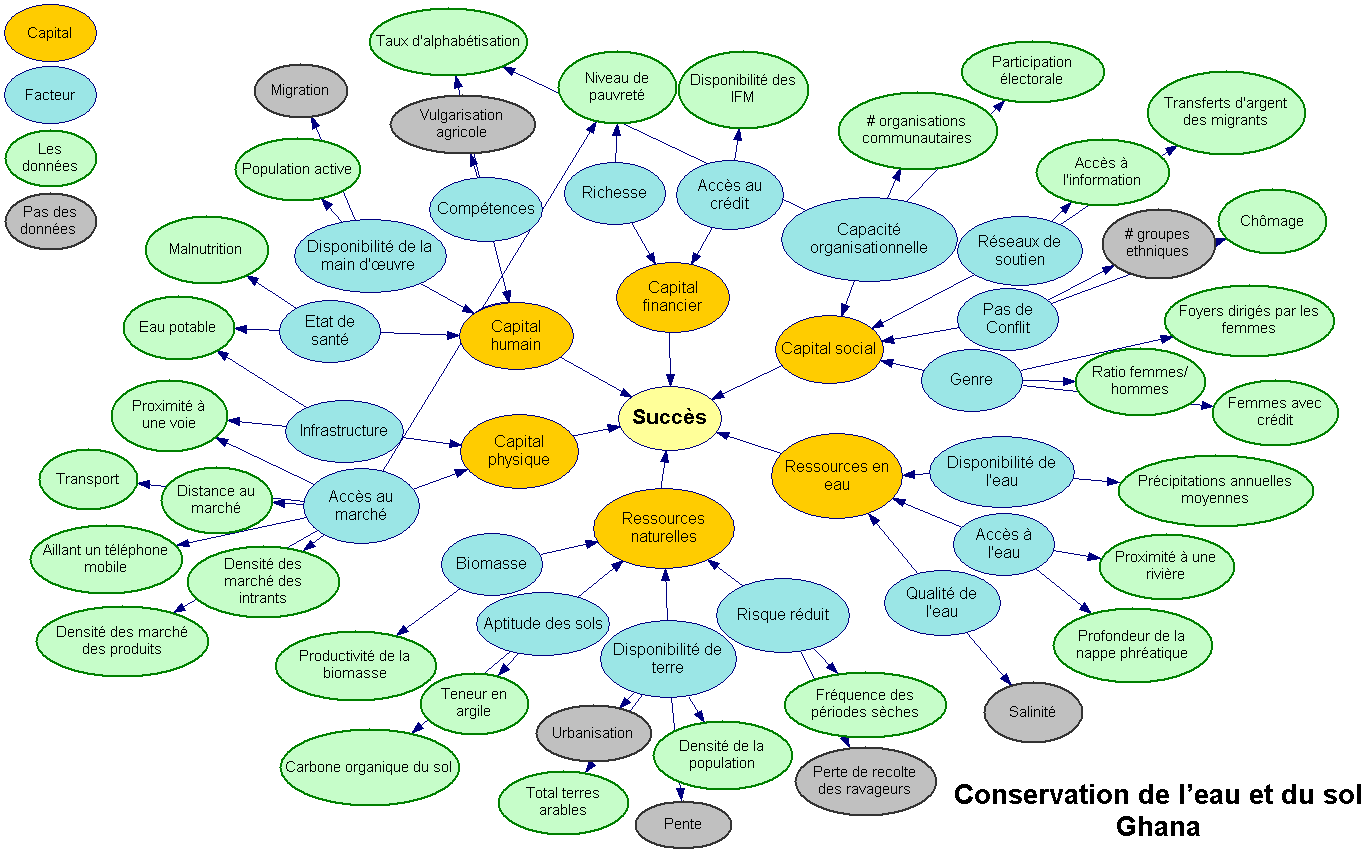 Capital
Facteur
Les
données
Pas des
données
Taux d'alphabétisation
Migration
Vulgarisation
agricole
Niveau de
pauvreté
Disponibilité des
IFM
Participation
électorale
# organisations
communautaires
Transferts d'argent
des migrants
Population active
Compétences
Richesse
Accès au
crédit
Accès à
l'information
Malnutrition
Disponibilité de la
main d'œuvre
Capacité
organisationnelle
Réseaux de
soutien
# groupes
ethniques
Chômage
Eau potable
Etat de
santé
Capital
humain
Capital
financier
Capital social
Pas de
Conflit
Foyers dirigés par les
femmes
Genre
Ratio femmes/
hommes
Femmes avec
crédit
Proximité à
une voie
Infrastructure
Capital
physique
Succès
Ressources en
eau
Disponibilité de
l'eau
Précipitations annuelles
moyennes
Transport
Distance au
marché
Accès au
marché
Ressources
naturelles
Accès à
l'eau
Proximité à une
rivière
Aillant un téléphone
mobile
Densité des
marché des
intrants
Biomasse
Aptitude des sols
Disponibilité de
terre
Risque réduit
Qualité de
l'eau
Profondeur de la
nappe phréatique
Densité des marché
des produits
Productivité de la
biomasse
Teneur en
argile
Fréquence des
périodes sèches
Salinité
Carbone organique du sol
Urbanisation
Densité de la
population
Perte de recolte
des ravageurs
Total terres
arables
Pente
Conservation de l'eau et du sol
Ghana